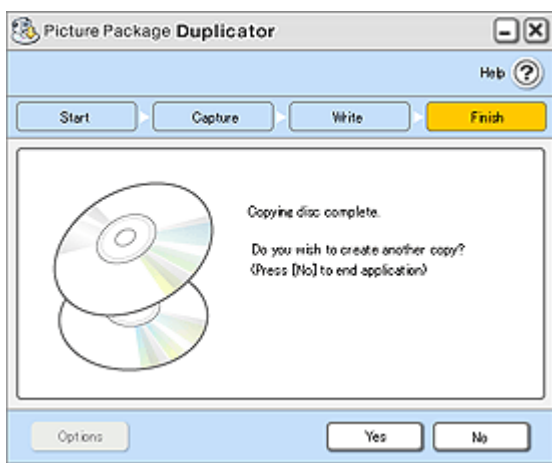 Picture Package Duplicator
Help ?
Start Capture Write Finish
Copying disc complete.
Do you wish to create another copy?
(Press [No] to end application)
Options Yes No